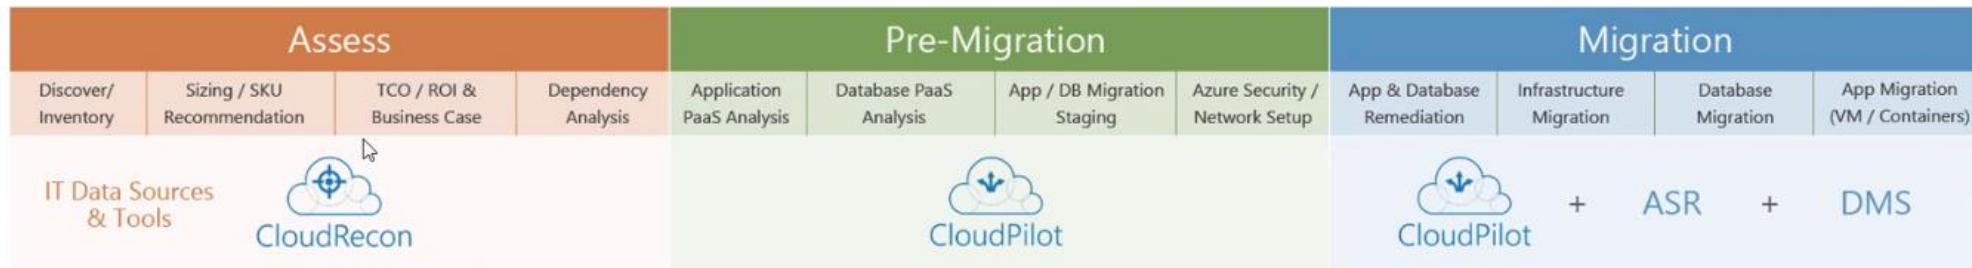 Assess
Pre-Migration
Migration
Discover/
Inventory
Sizing / SKU
Recommendation
TCO / ROI &
Business Case
Dependency
Analysis
Application
PaaS Analysis
Database PaaS
Analysis
App / DB Migration
Staging
Azure Security /
Network Setup
App & Database
Remediation
Infrastructure
Migration
Database
Migration
App Migration
(VM / Containers)
IT Data Sources
& Tools
CloudRecon
CloudPilot
CloudPilot
+
ASR
+
DMS